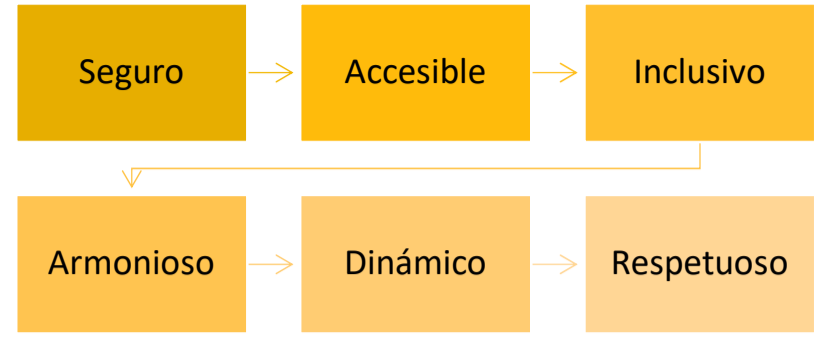 Seguro
Accesible
Inclusivo
Armonioso
Dinámico
Respetuoso